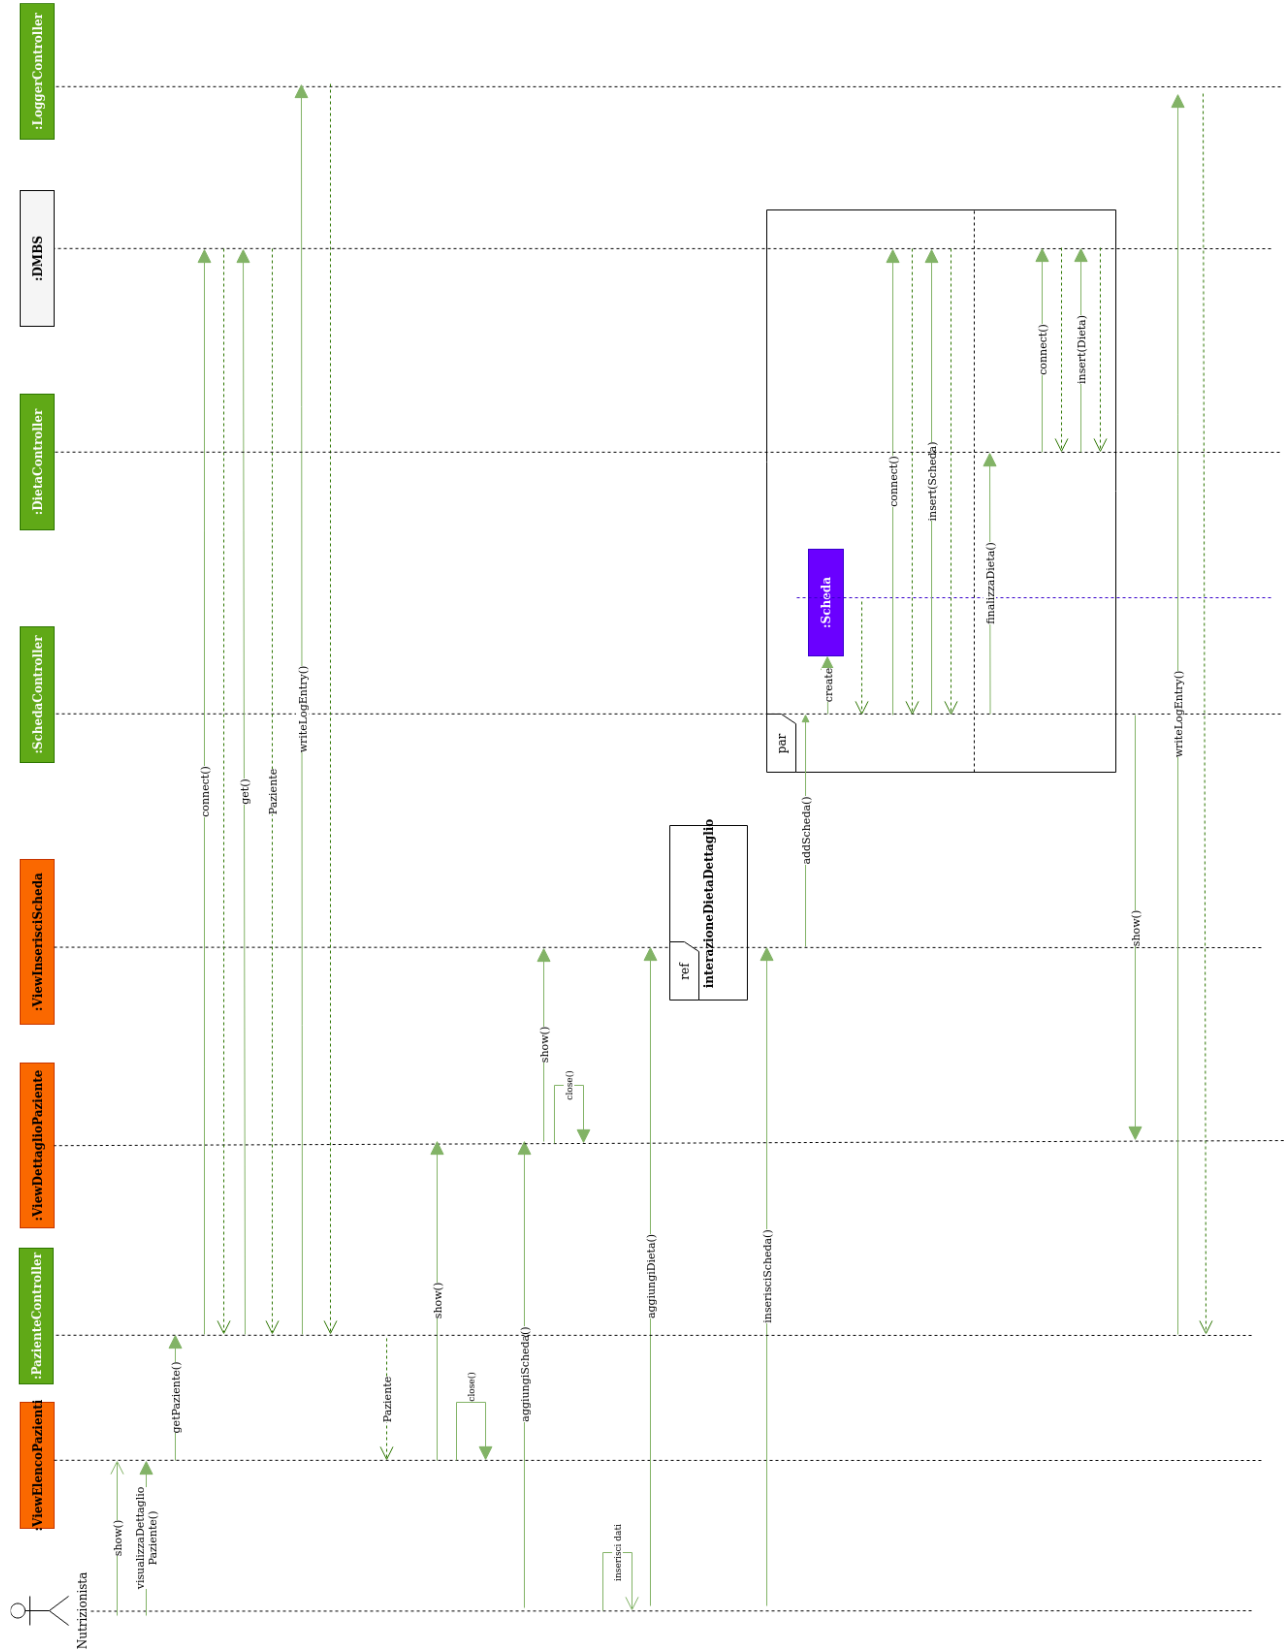 Nutrizionista
:ViewElencoPazienti
:PazienteController
:ViewDettaglioPaziente
:ViewInserisciScheda
:SchedaController
:DietaController
:DMBS
:LoggerController
show()
visualizzaDettaglio
Paziente()
getPaziente()
connect()
get()
Paziente
writeLogEntry()
Paziente
show()
close()
aggiungiScheda()
show()
close()
inserisci dati
aggiungiDieta()
ref
interazioneDietaDettaglio
inserisciScheda()
par
addScheda()
create
:Scheda
connect()
insert(Scheda)
finalizzaDieta()
connect()
insert(Dieta)
show()
writeLogEntry()